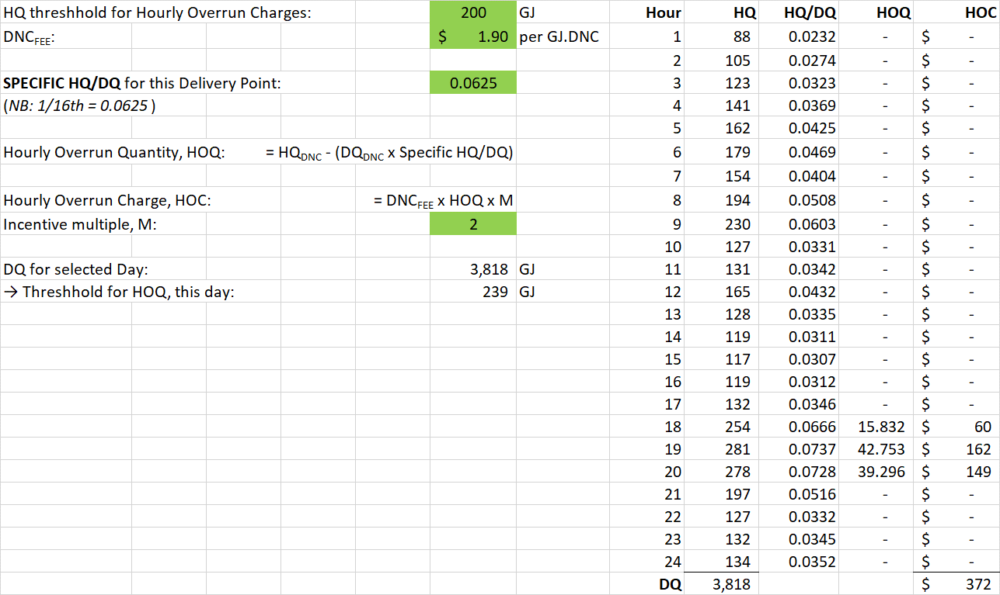 HQ threshhold for Hourly Overrun Charges: 200 GJ Hour HQ HQ/DQ HOQ HOC
DNCFEE: $ 1.90 per GJ.DNC 1 88 0.0232 - $ -
2 105 0.0274 - $ -
SPECIFIC HQ/DQ for this Delivery Point: 0.0625 3 123 0.0323 - $ -
(NB: 1/16th = 0.0625 ) 4 141 0.0369 - $ -
5 162 0.0425 - $ -
Hourly Overrun Quantity, HOQ: = HQDNC - (DQDNC x Specific HQ/DQ) 6 179 0.0469 - $ -
7 154 0.0404 - $ -
Hourly Overrun Charge, HOC: = DNCFEE x HOQ x M 8 194 0.0508 - $ -
Incentive multiple, M: 2 9 230 0.0603 - $ -
10 127 0.0331 - $ -
DQ for selected Day: 3,818 GJ 11 131 0.0342 - $ -
→ Threshhold for HOQ, this day: 239 GJ 12 165 0.0432 - $ -
13 128 0.0335 - $ -
14 119 0.0311 - $ -
15 117 0.0307 - $ -
16 119 0.0312 - $ -
17 132 0.0346 - $ -
18 254 0.0666 15.832 $ 60
19 281 0.0737 42.753 $ 162
20 278 0.0728 39.296 $ 149
21 197 0.0516 - $ -
22 127 0.0332 - $ -
23 132 0.0345 - $ -
24 134 0.0352 - $ -
DQ 3,818 $ 372